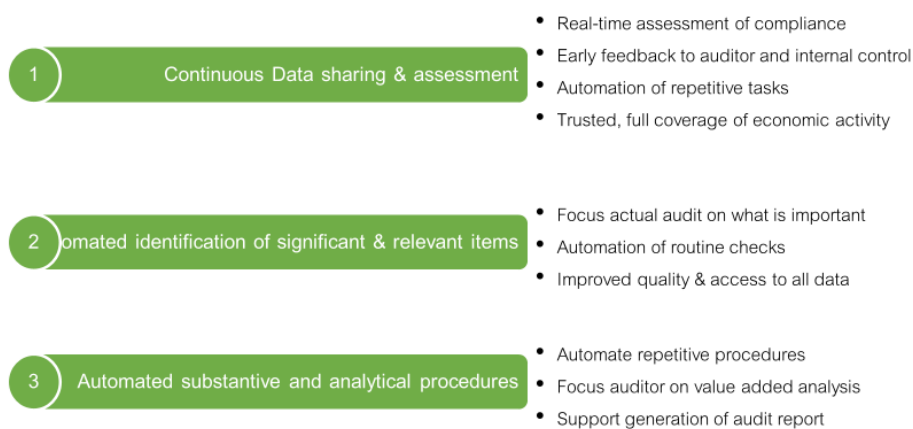 1
Continuous Data sharing & assessment
• Real-time assessment of compliance
• Early feedback to auditor and internal control
• Automation of repetitive tasks
• Trusted, full coverage of economic activity
2
omated identification of significant & relevant items
• Focus actual audit on what is important
• Automation of routine checks
• Improved quality & access to all data
3
Automated substantive and analytical procedures
• Automate repetitive procedures
• Focus auditor on value added analysis
• Support generation of audit report